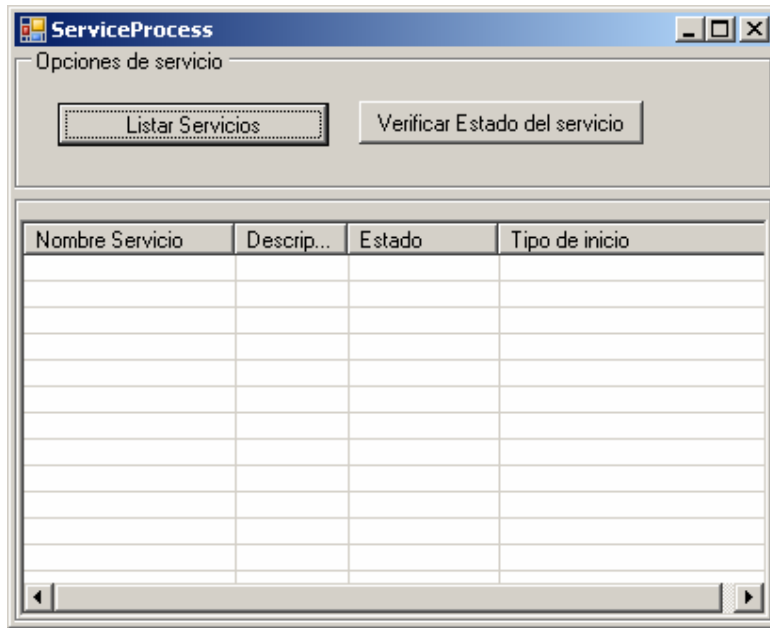 ServiceProcess
Opciones de servicio
Listar Servicios Verificar Estado del servicio
Nombre Servicio Descrip... Estado Tipo de inicio